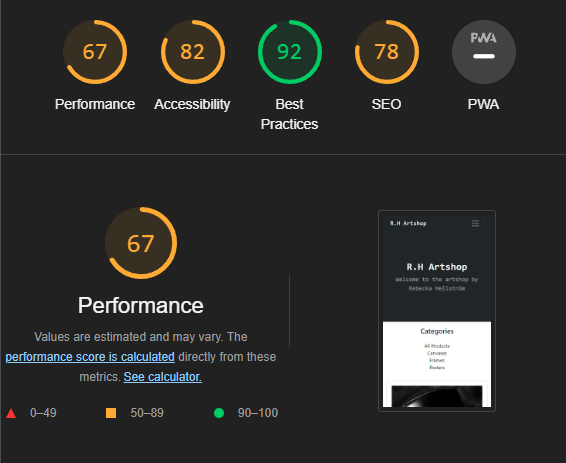 67
82
92
78
PWA
Performance
Accessibility
Best
Practices
SEO
PWA
67
Performance
Values are estimated and may vary. The
performance score is calculated directly from these
metrics. See calculator.
0–49
50–89
90–100
R.H Artshop
R.H Artshop
Welcome to the artshop by
Rebecka Hellström
Categories
All Products
Canvases
Frames
Posters